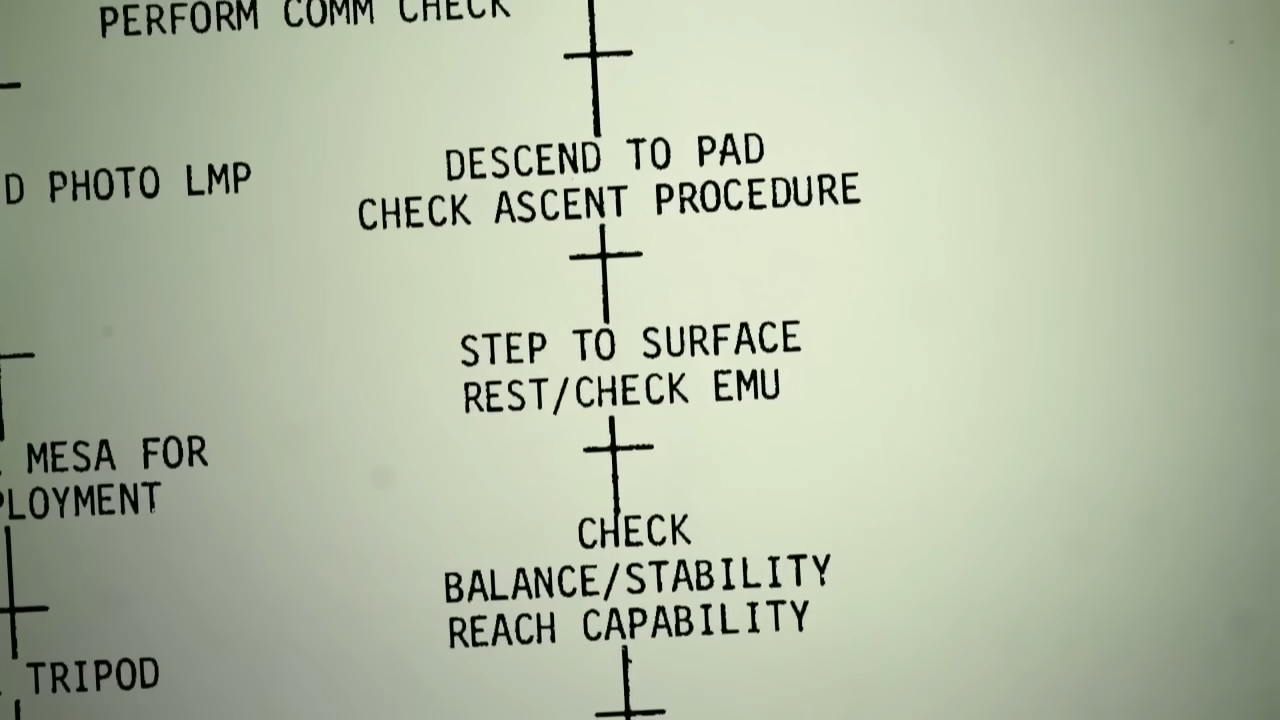 PERFORM COMM CHECK
DESCEND TO PAD
CHECK ASCENT PROCEDURE
D PHOTO LMP
STEP TO SURFACE
REST/CHECK EMU
MESA FOR
PLOYMENT
CHECK
BALANCE/STABILITY
REACH CAPABILITY
TRIPOD